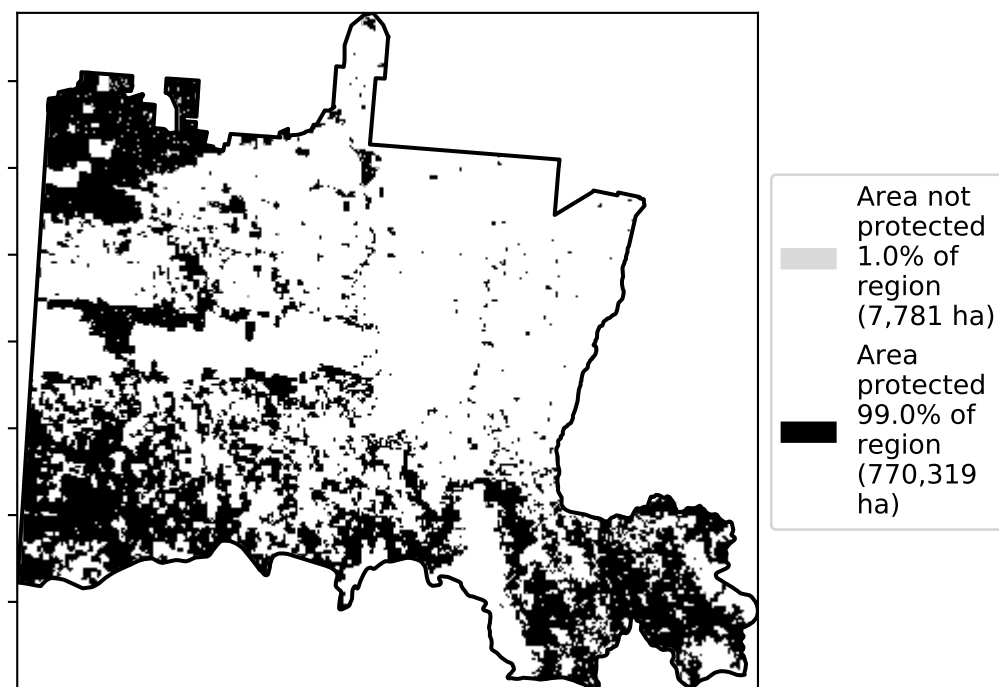 Area not
protected
1.0% of
region
(7,781 ha)
Area
protected
99.0% of
region
(770,319
ha)